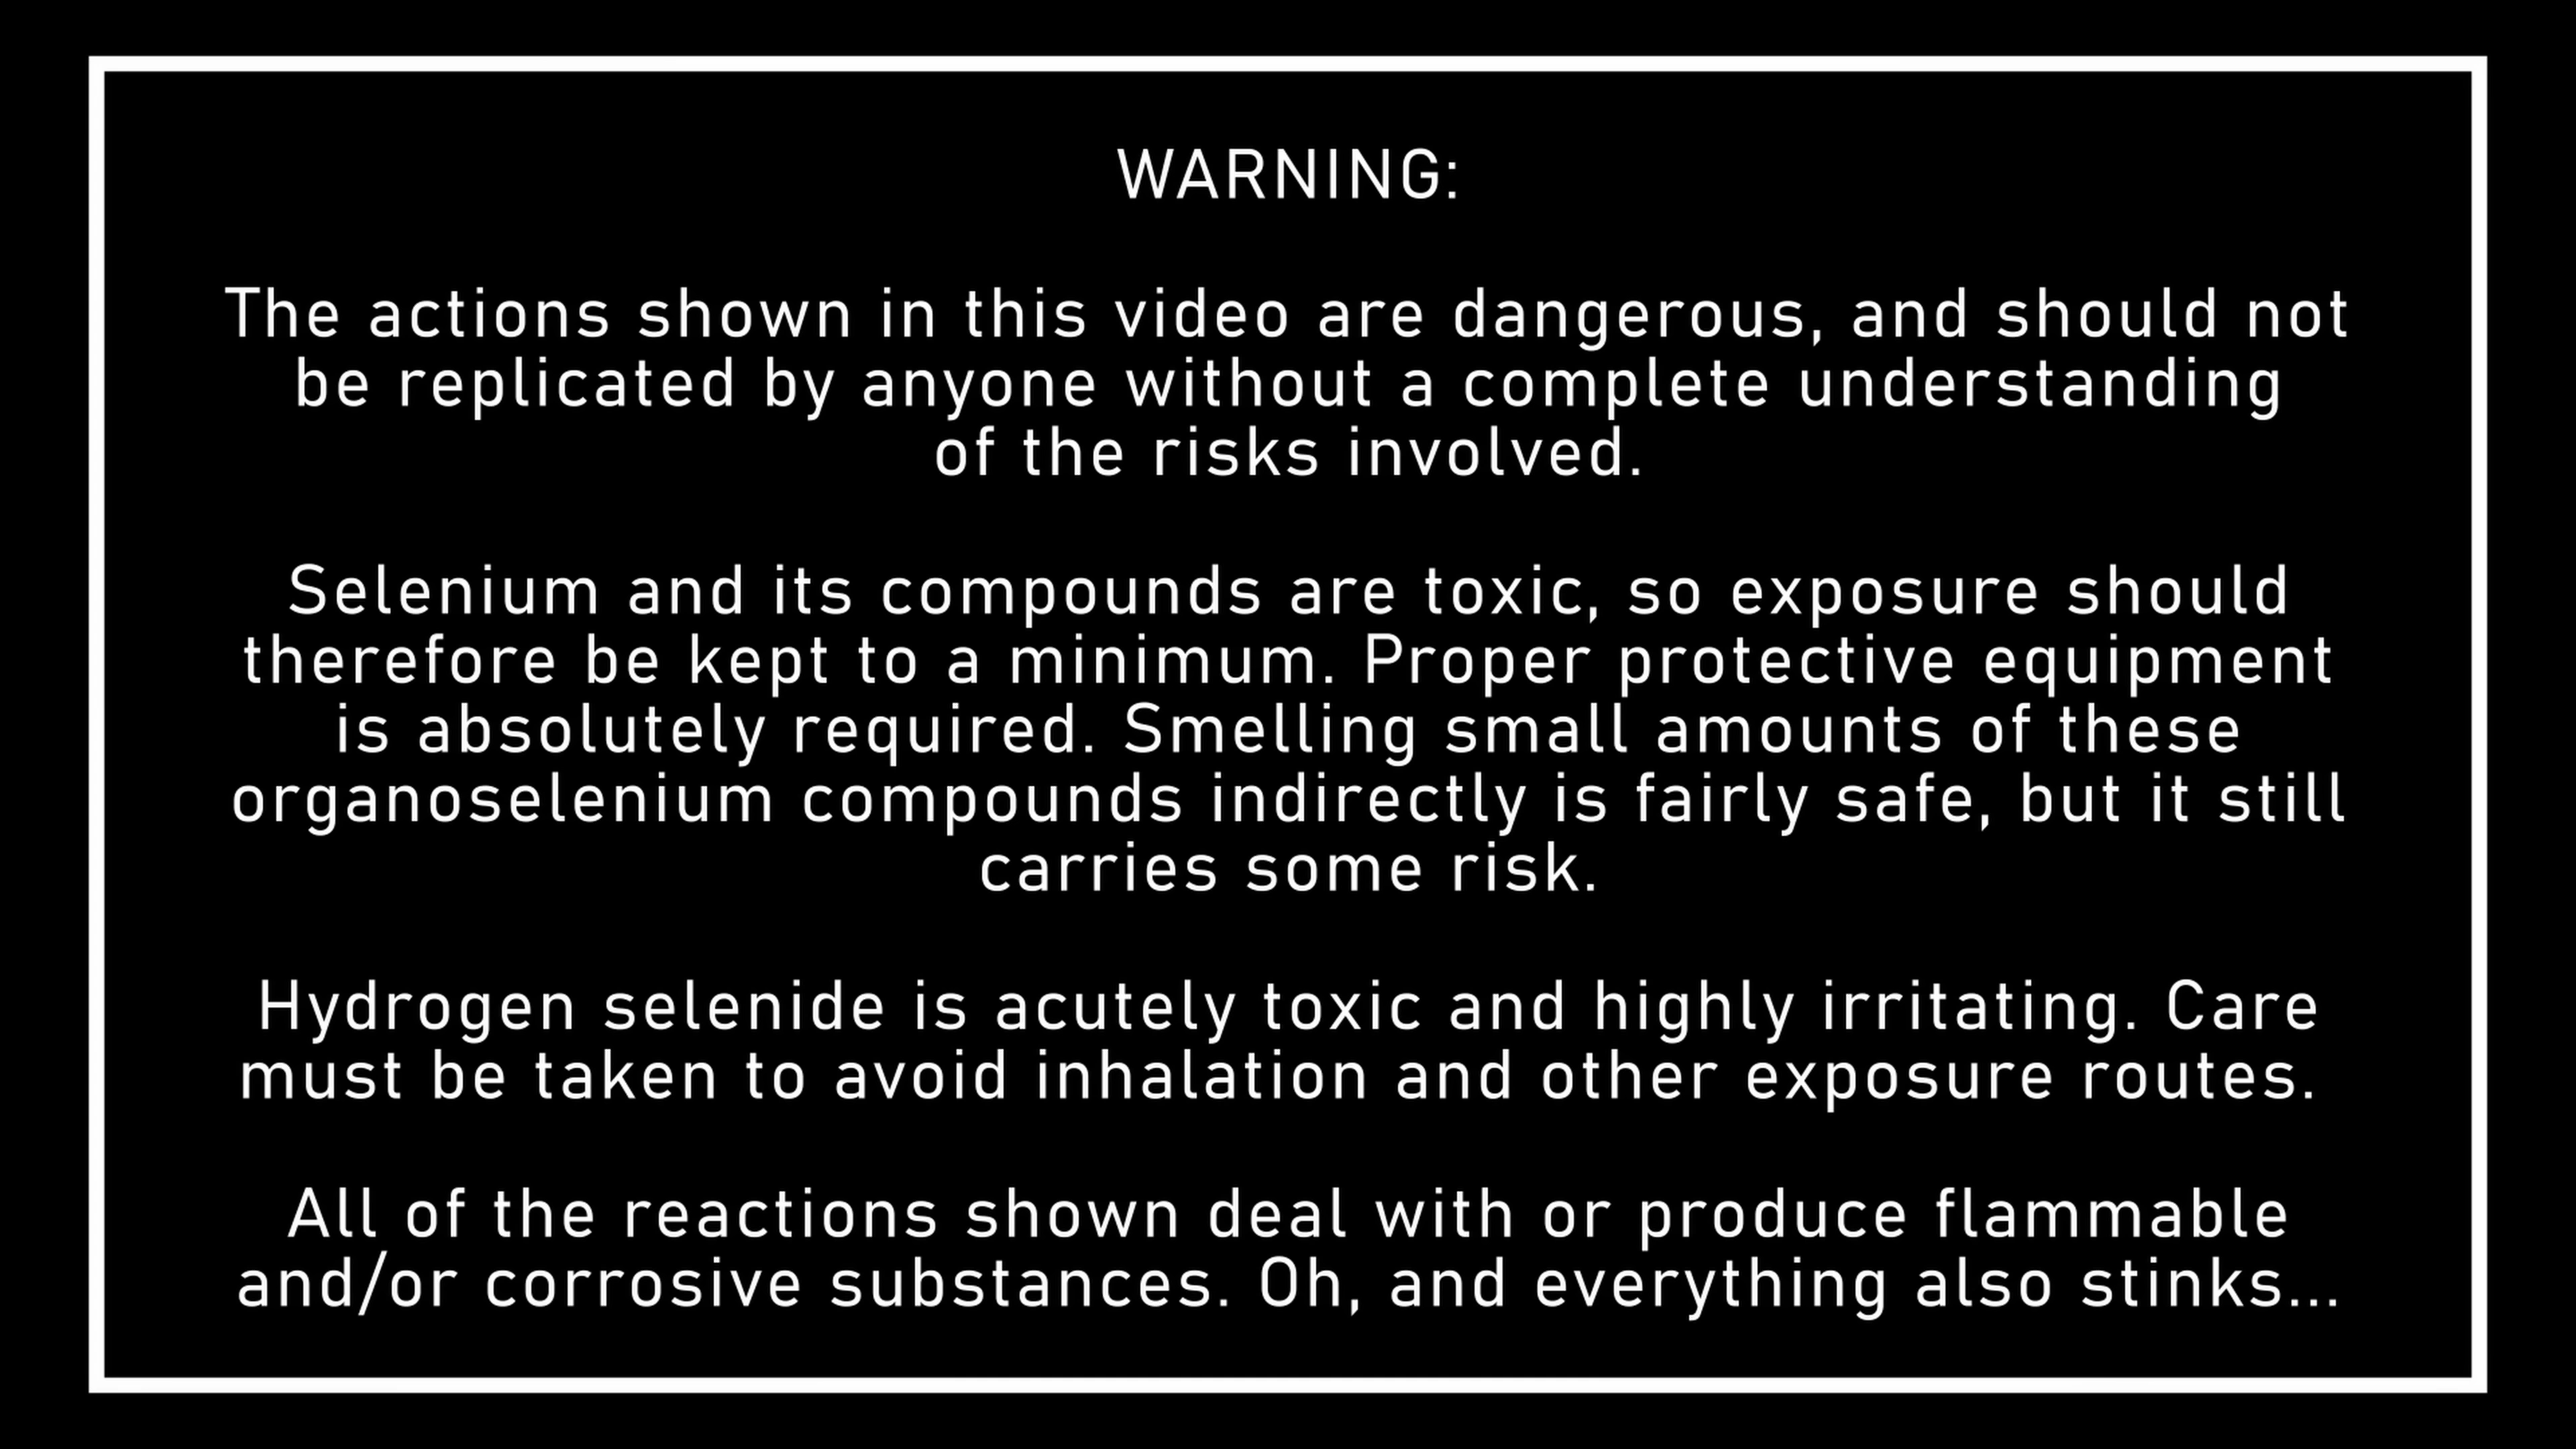 WARNING:
The actions shown in this video are dangerous, and should not
be replicated by anyone without a complete understanding
of the risks involved.
Selenium and its compounds are toxic, so exposure should
therefore be kept to a minimum. Proper protective equipment
is absolutely required. Smelling small amounts of these
organoselenium compounds indirectly is fairly safe, but it still
carries some risk.
Hydrogen selenide is acutely toxic and highly irritating. Care
must be taken to avoid inhalation and other exposure routes.
All of the reactions shown deal with or produce flammable
and/or corrosive substances. Oh, and everything also stinks...